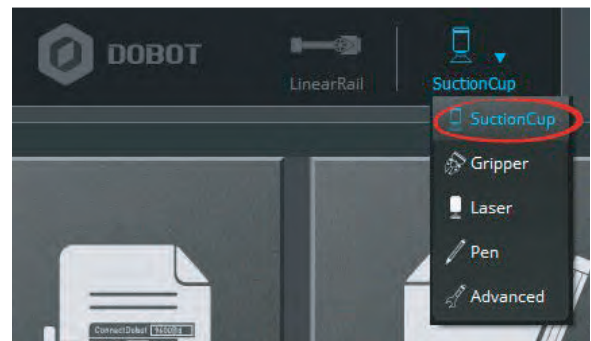 DOBOT
LinearRail
SuctionCup
SuctionCup
Gripper
Laser
Pen
Advanced
ConnectDobot